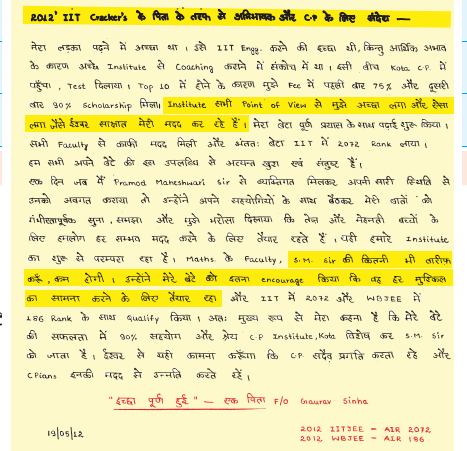 2012' IIT Cracker's के पिता के तरफ से अभिभावक और C.P के लिए संदेश —
मेरा लड़का पढ़ने में अच्छा था। उसे IIT Engg. करने की इच्छा थी, किन्तु आर्थिक अभाव
के कारण अच्छे Institute से Coaching कराने में संकोच में था। इसी बीच Kota C.P. में
पहुँचा, Test दिलाया। Top 10 में होने के कारण मुझे Fee में पहली बार 75% और दूसरी
बार 90% Scholarship मिला, Institute सभी Point of View से मुझे अच्छा लगा और ऐसा
लगा जैसे ईश्वर साक्षात मेरी मदद कर रहे हैं। मेरा बेटा पूर्ण प्रयास के साथ पढ़ाई शुरू किया।
सभी Faculty से काफी मदद मिली और अंततः बेटा IIT में 2072 Rank लाया।
हम सभी अपने बेटे की इस उपलब्धि से अत्यन्त खुश एवं संतुष्ट हैं।
एक दिन जब मैं Pramod Maheshwari Sir से व्यक्तिगत मिलकर अपनी सारी स्थिति से
उनको अवगत कराया तो उन्होंने अपने सहयोगियों के साथ बैठकर मेरी बातों को
गंभीरतापूर्वक सुना, समझा और मुझे भरोसा दिलाया कि तेज और मेहनती बच्चों के
लिए हमलोग हर सम्भव मदद करने के लिए तैयार रहते हैं। यही हमारे Institute
का शुरू से परम्परा रहा है। Maths के Faculty, S.M. Sir की कितनी भी तारीफ
करूँ, कम होगी। उन्होंने मेरे बेटे को इतना encourage किया कि वह हर मुश्किल
का सामना करने के लिए तैयार रहा और IIT में 2072 और WBJEE में
186 Rank के साथ Qualify किया। अतः मुख्य रूप से मेरा कहना है कि मेरे बेटे
की सफलता में 90% सहयोग और श्रेय C.P Institute, Kota विशेष कर S.M. Sir
को जाता है। ईश्वर से यही कामना करूँगा कि C.P. सदैव प्रगति करता रहे और
CPians इनकी मदद से उन्नति करते रहें।
"इच्छा पूर्ण हुई" — एक पिता F/O Gaurav Sinha
19/05/12
2012 IITJEE – AIR 2072
2012 WBJEE – AIR 186